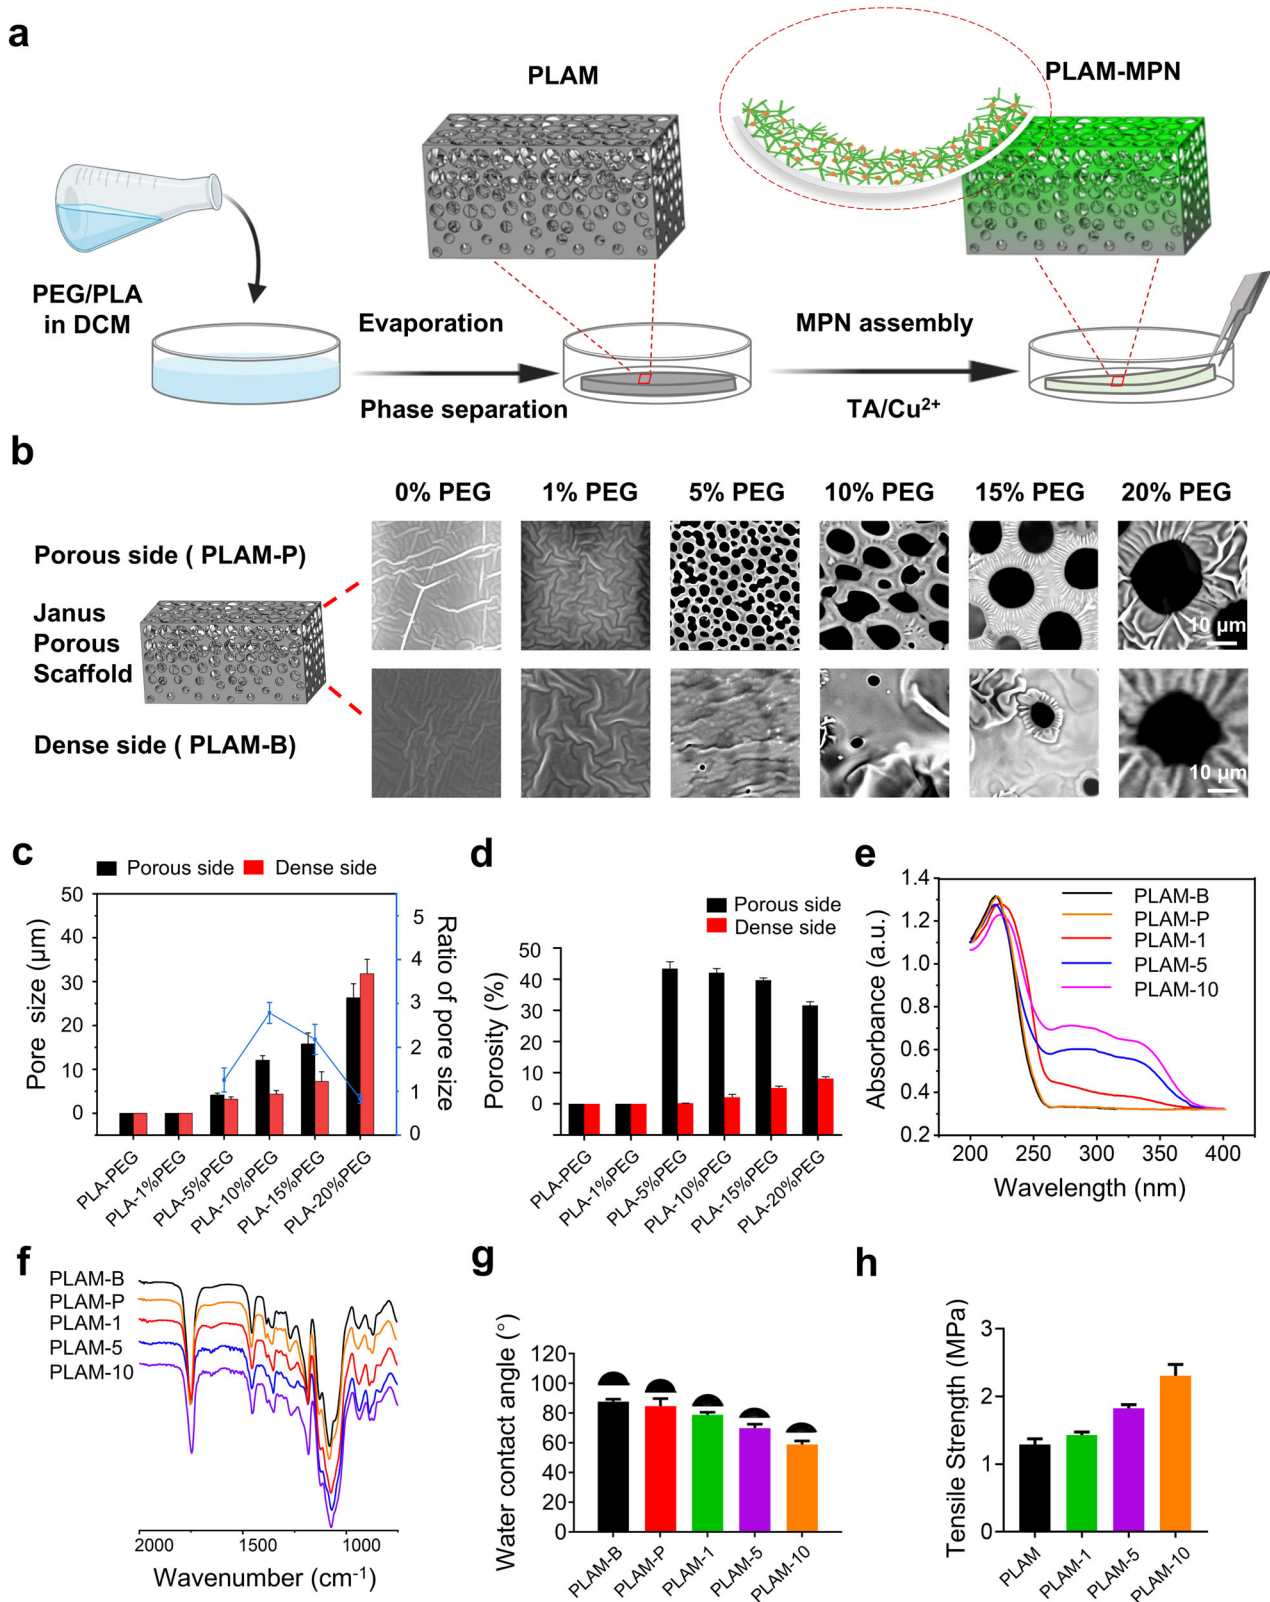 a
PLAM
PLAM-MPN
PEG/PLA
in DCM
Evaporation
Phase separation
MPN assembly
TA/Cu²⁺
b
0% PEG 1% PEG 5% PEG 10% PEG 15% PEG 20% PEG
Porous side ( PLAM-P)
Janus
Porous
Scaffold
Dense side ( PLAM-B)
10 μm
10 μm
c
Porous side Dense side
Pore size (μm)
50
40
30
20
10
0
5
4
3
2
1
0
Ratio of pore size
PLA-PEG
PLA-1%PEG
PLA-5%PEG
PLA-10%PEG
PLA-15%PEG
PLA-20%PEG
d
Porous side
Dense side
Porosity (%)
50
40
30
20
10
0
PLA-PEG
PLA-1%PEG
PLA-5%PEG
PLA-10%PEG
PLA-15%PEG
PLA-20%PEG
e
Absorbance (a.u.)
1.4
1.2
1.0
0.8
0.6
0.4
0.2
PLAM-B
PLAM-P
PLAM-1
PLAM-5
PLAM-10
200 250 300 350 400
Wavelength (nm)
f
PLAM-B
PLAM-P
PLAM-1
PLAM-5
PLAM-10
2000 1500 1000
Wavenumber (cm⁻¹)
g
Water contact angle (°)
120
100
80
60
40
20
0
PLAM-B
PLAM-P
PLAM-1
PLAM-5
PLAM-10
h
Tensile Strength (MPa)
3
2
1
0
PLAM
PLAM-1
PLAM-5
PLAM-10